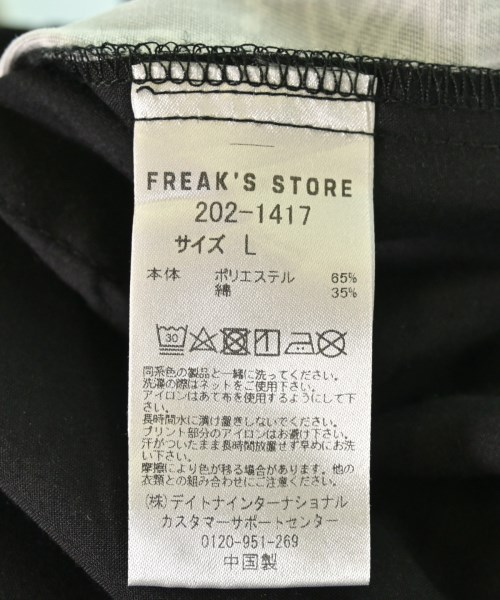 FREAK'S STORE
202-1417
サイズ L
本体 ポリエステル 65%
綿 35%
30
同系色の製品と一緒に洗ってください。
洗濯の際はネットをご使用下さい。
アイロンはあて布を使用するようにして下
さい。
長時間水に漬け置きしないでください。
プリント部分のアイロンはお避け下さい。
汗がついたまま長時間放置せず早めにお洗
い下さい。
摩擦により色が移る場合があります。他の
衣類との組み合わせにご注意ください。
(株)デイトナインターナショナル
カスタマーサポートセンター
0120-951-269
中国製